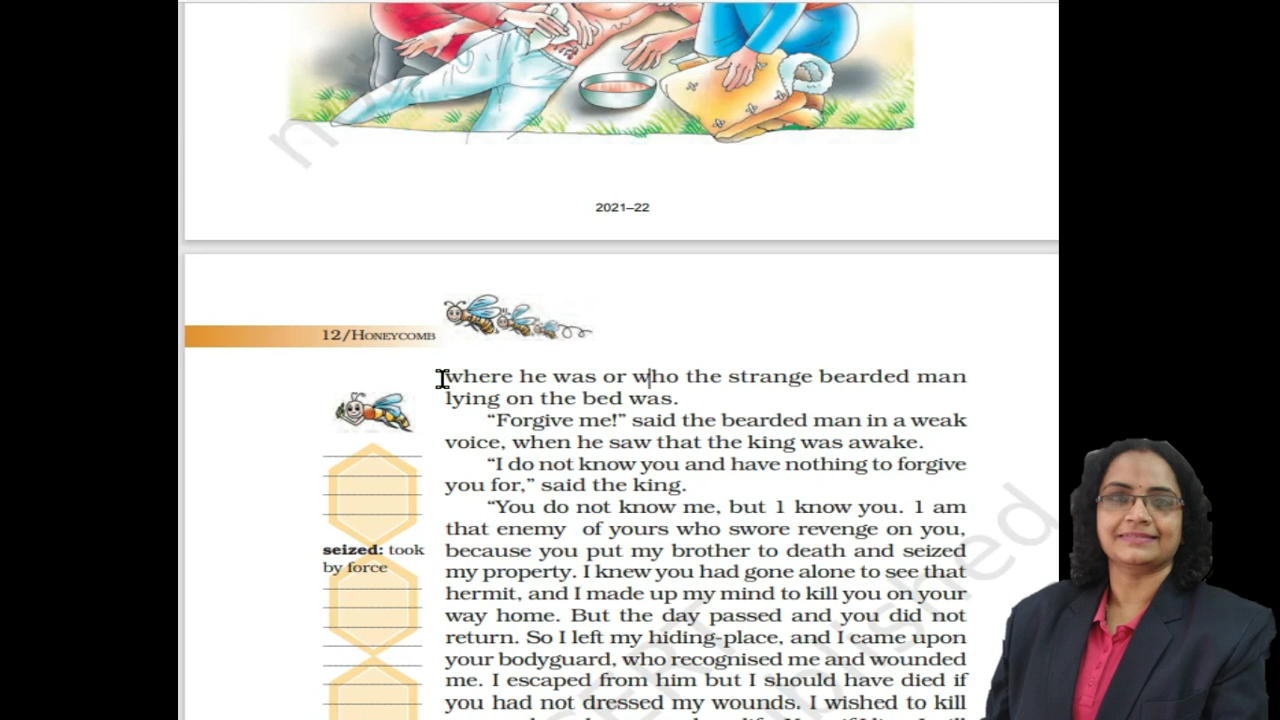 2021–22
12/HONEYCOMB
where he was or who the strange bearded man
lying on the bed was.
“Forgive me!” said the bearded man in a weak
voice, when he saw that the king was awake.
“I do not know you and have nothing to forgive
you for,” said the king.
“You do not know me, but 1 know you. 1 am
that enemy of yours who swore revenge on you,
because you put my brother to death and seized
my property. I knew you had gone alone to see that
hermit, and I made up my mind to kill you on your
way home. But the day passed and you did not
return. So I left my hiding-place, and I came upon
your bodyguard, who recognised me and wounded
me. I escaped from him but I should have died if
you had not dressed my wounds. I wished to kill
seized: took
by force